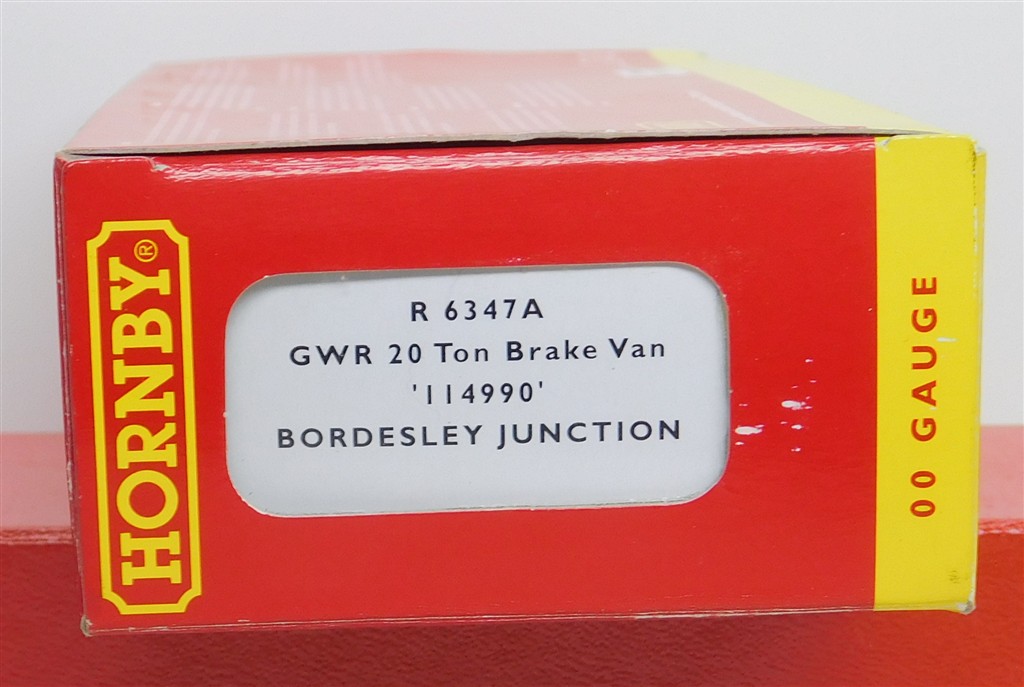 HORNBY®
R 6347A
GWR 20 Ton Brake Van
'114990'
BORDESLEY JUNCTION
00 GAUGE